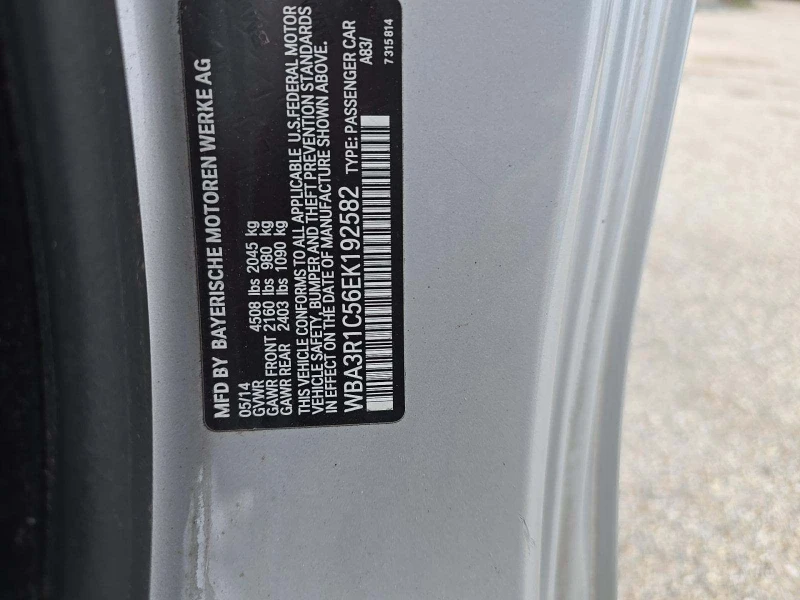 MFD BY BAYERISCHE MOTOREN WERKE AG
05/14
GVWR 4508 lbs 2045 kg
GAWR FRONT 2160 lbs 980 kg
GAWR REAR 2403 lbs 1090 kg
THIS VEHICLE CONFORMS TO ALL APPLICABLE U.S. FEDERAL MOTOR
VEHICLE SAFETY, BUMPER AND THEFT PREVENTION STANDARDS
IN EFFECT ON THE DATE OF MANUFACTURE SHOWN ABOVE.
WBA3R1C56EK192582 TYPE: PASSENGER CAR
A83/
7 315 814